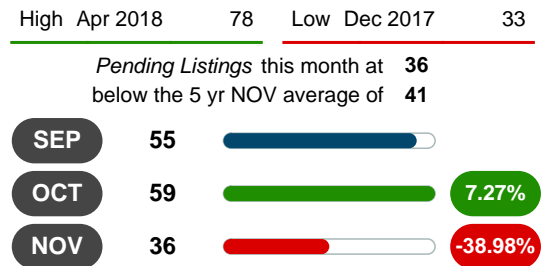 High Apr 2018 78 Low Dec 2017 33
Pending Listings this month at 36
below the 5 yr NOV average of 41
SEP 55
OCT 59 7.27%
NOV 36 -38.98%